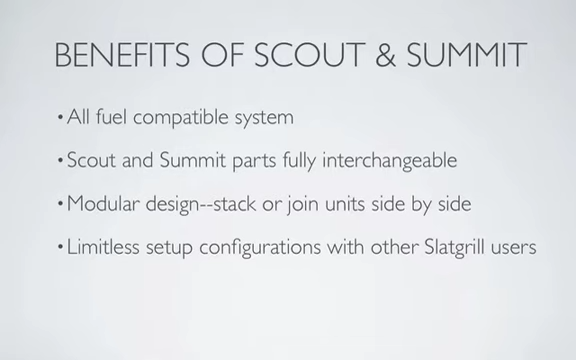 BENEFITS OF SCOUT & SUMMIT
• All fuel compatible system
• Scout and Summit parts fully interchangeable
• Modular design--stack or join units side by side
• Limitless setup configurations with other Slatgrill users